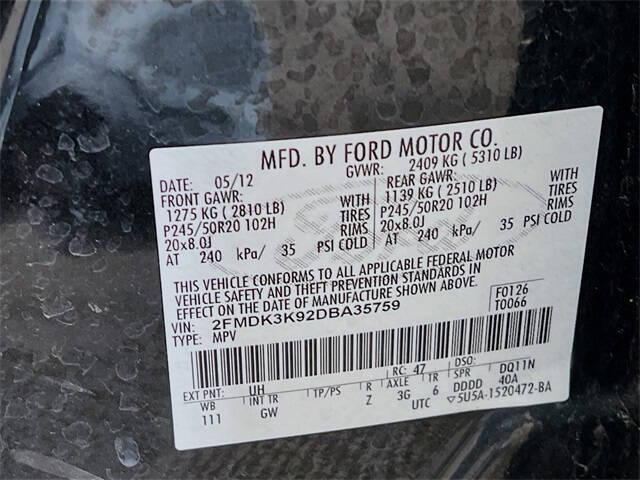 MFD. BY FORD MOTOR CO.
DATE: 05/12 GVWR: 2409 KG ( 5310 LB)
FRONT GAWR: REAR GAWR:
1275 KG ( 2810 LB) WITH 1139 KG ( 2510 LB) WITH
P245/50R20 102H TIRES P245/50R20 102H TIRES
20x8.0J RIMS 20x8.0J RIMS
AT 240 kPa/ 35 PSI COLD AT 240 kPa/ 35 PSI COLD
THIS VEHICLE CONFORMS TO ALL APPLICABLE FEDERAL MOTOR
VEHICLE SAFETY AND THEFT PREVENTION STANDARDS IN
EFFECT ON THE DATE OF MANUFACTURE SHOWN ABOVE.
VIN: 2FMDK3K92DBA35759 F0126
TYPE: MPV T0066
EXT PNT: UH RC: 47 DSO:
WB INT TR TP/PS R AXLE TR SPR DQ11N
111 GW Z 3G 6 DDDD 40A
UTC ▽5U5A-1520472-BA